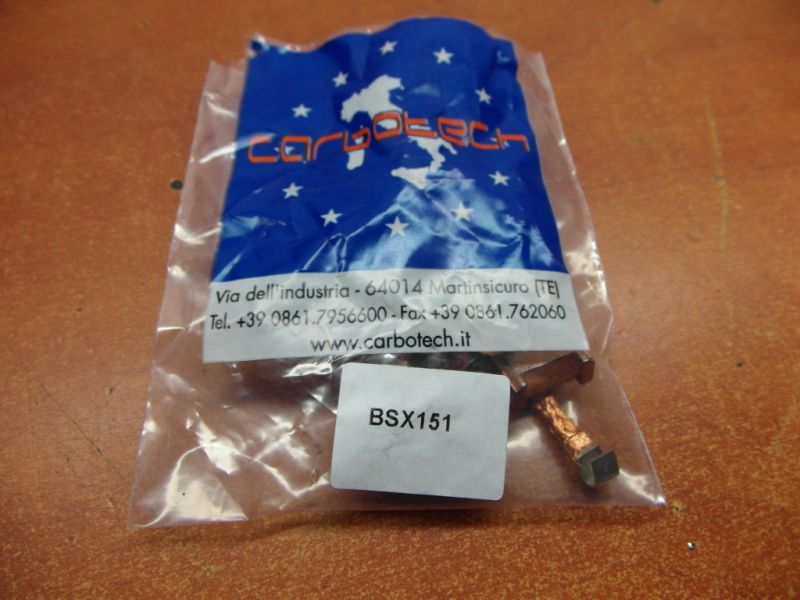 carbotech
Via dell'industria - 64014 Martinsicuro (TE)
Tel. +39 0861.7956600 - Fax +39 0861.762060
www.carbotech.it
BSX151